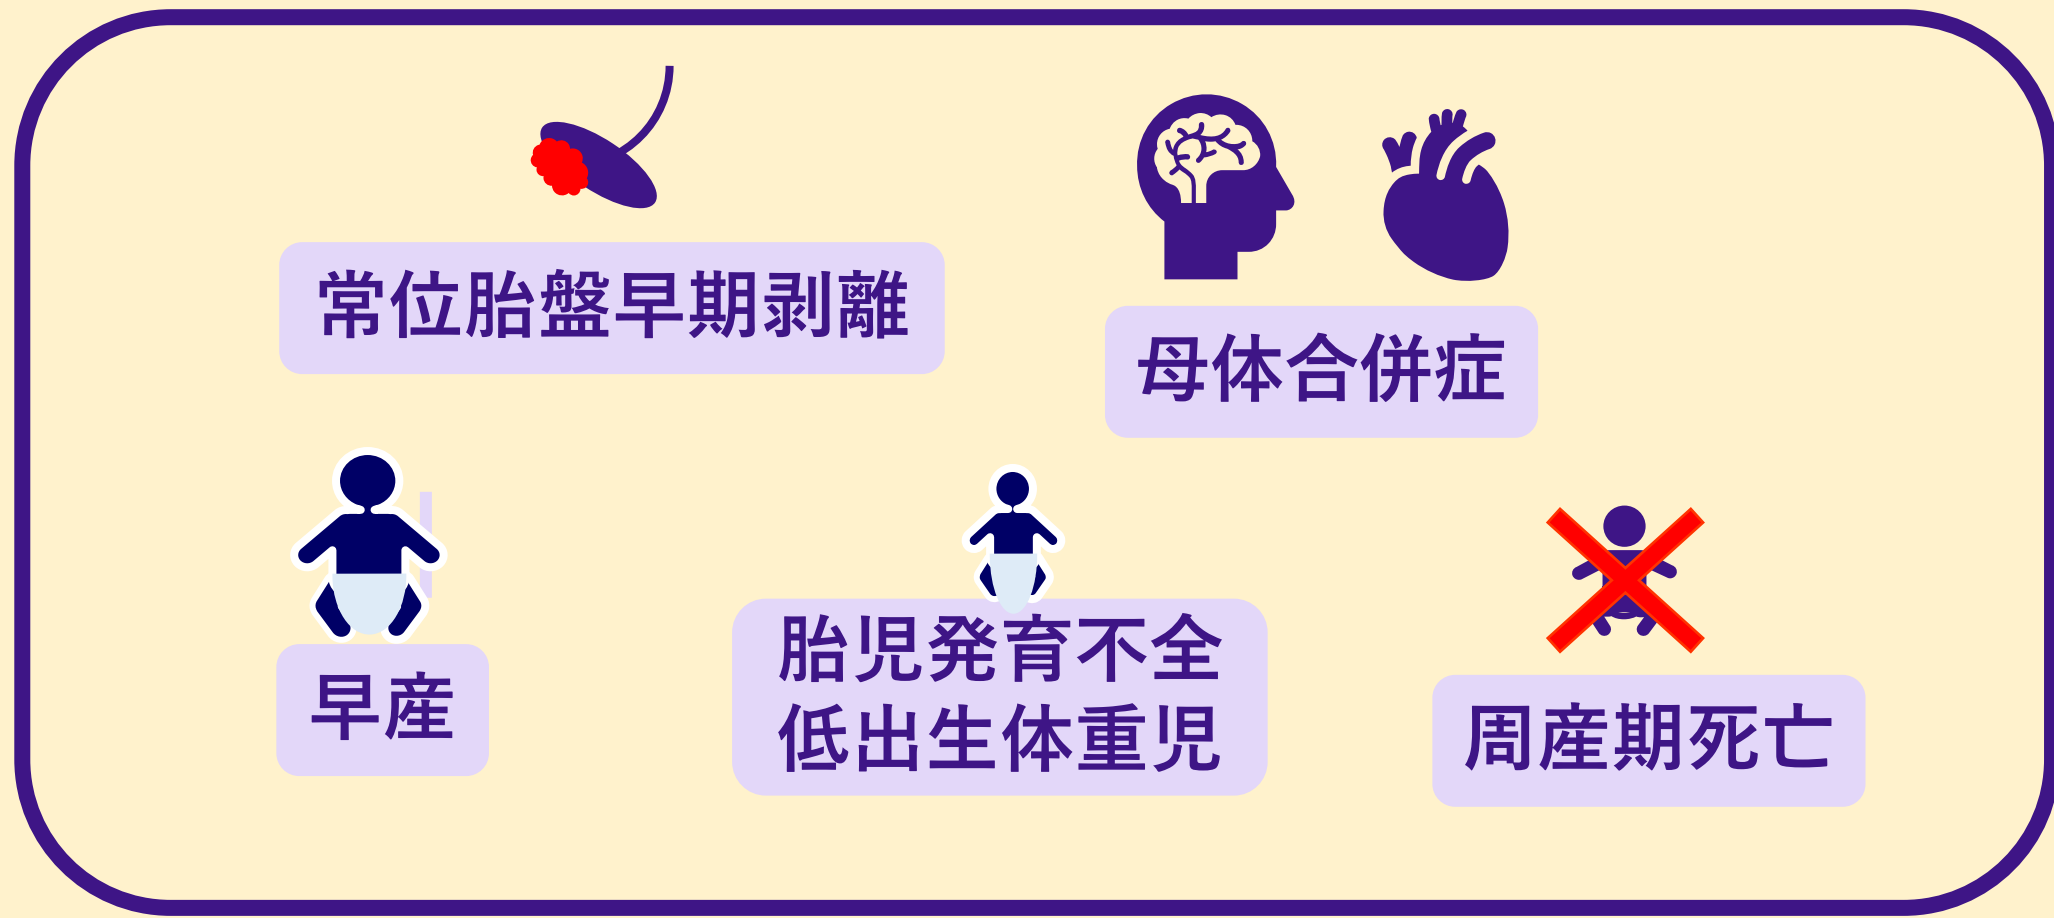 常位胎盤早期剥離
母体合併症
早産
胎児発育不全
低出生体重児
周産期死亡